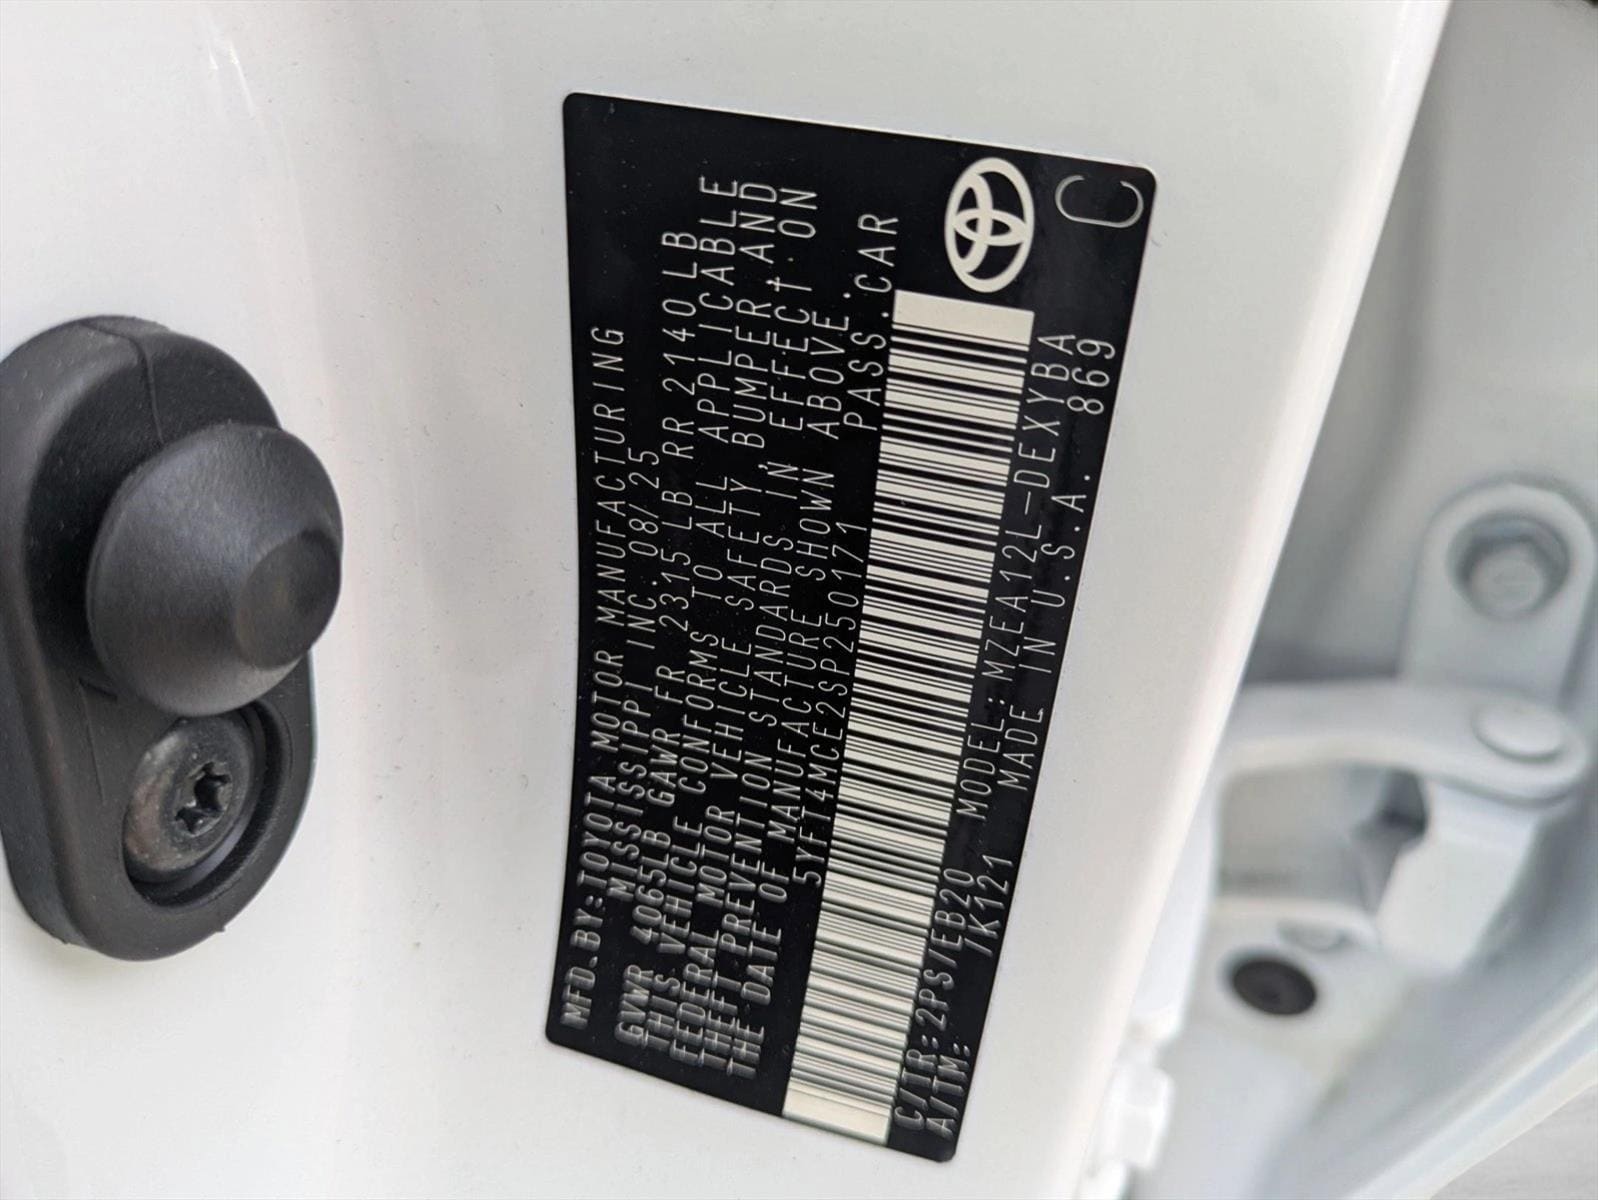 MFD.BY:TOYOTA MOTOR MANUFACTURING
MISSISSIPPI INC. 08/25
GVWR 4065LB GAWR FR 2315LB RR 2140LB
THIS VEHICLE CONFORMS TO ALL APPLICABLE
FEDERAL MOTOR VEHICLE SAFETY BUMPER AND
THEFT PREVENTION STANDARDS IN EFFECT ON
THE DATE OF MANUFACTURE SHOWN ABOVE.
5YFT4MCE2SP250171 PASS.CAR
C/TR:2PS/EB20 MODEL:MZEA12L-DEXYBA
A/TM: /K121 MADE IN U.S.A. 869
C